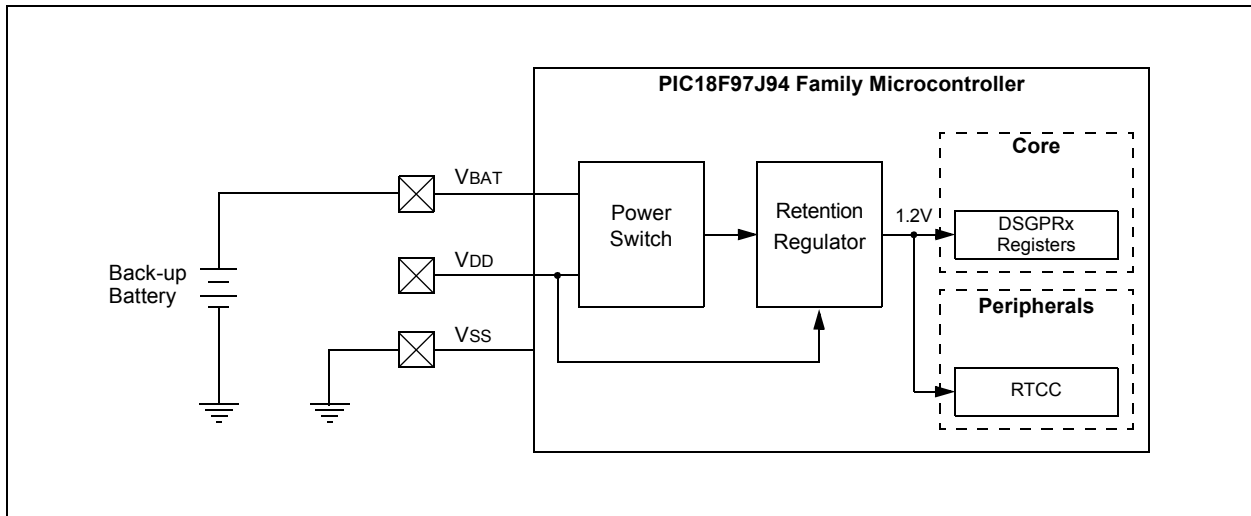 PIC18F97J94 Family Microcontroller
Core
VBAT
Power
Switch
Retention
Regulator
1.2V
DSGPRx
Registers
VDD
Back-up
Battery
Peripherals
VSS
RTCC